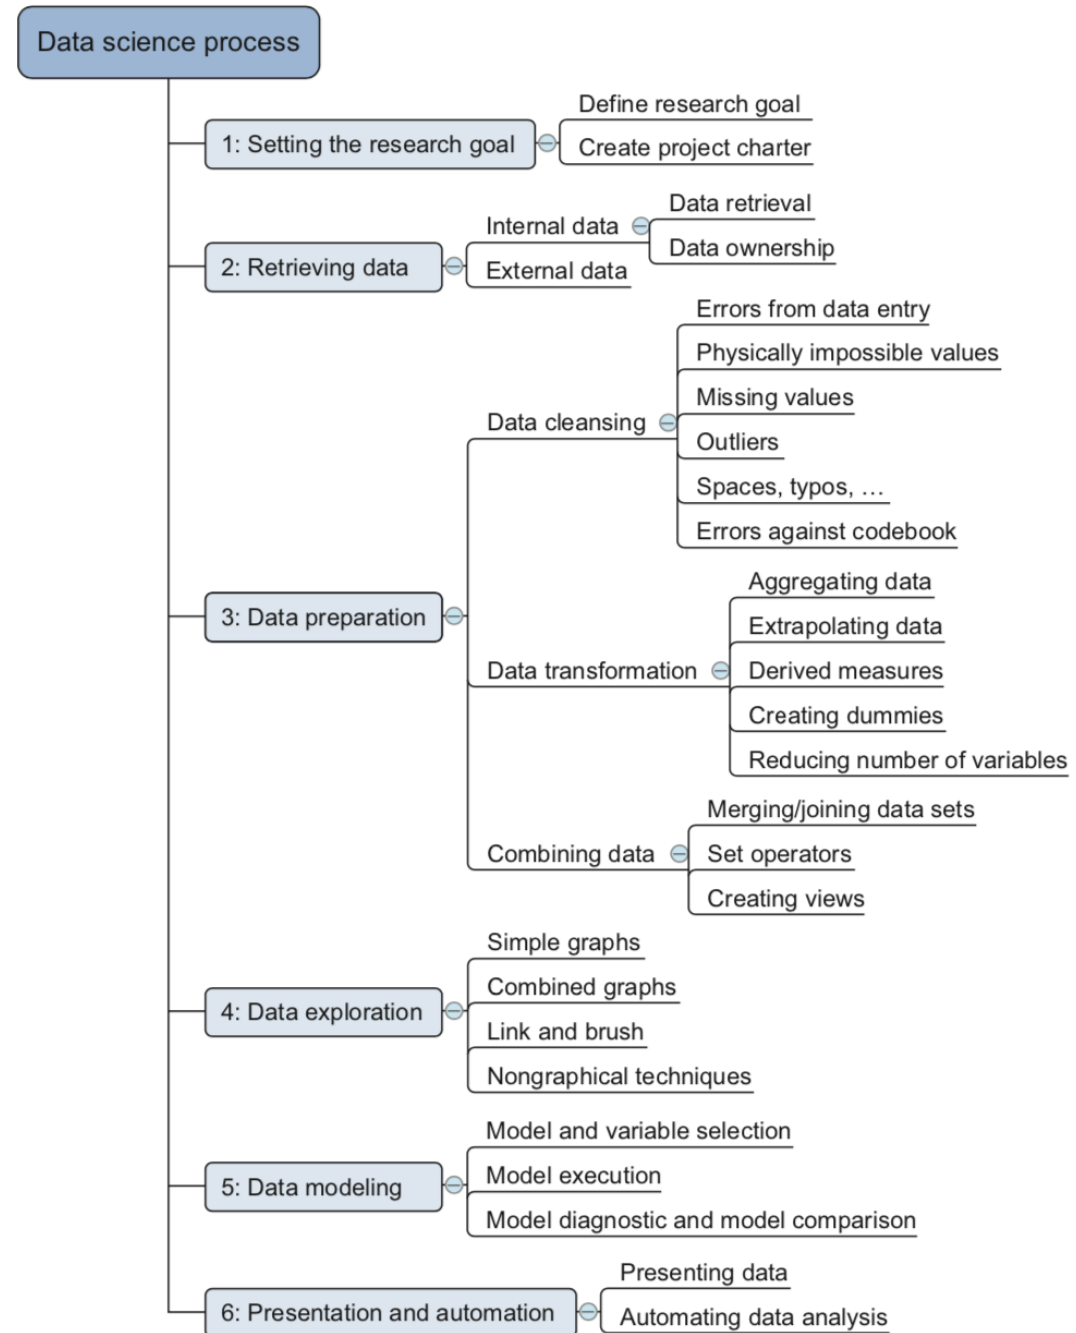 Data science process
1: Setting the research goal
Define research goal
Create project charter
2: Retrieving data
Internal data
Data retrieval
Data ownership
External data
3: Data preparation
Data cleansing
Errors from data entry
Physically impossible values
Missing values
Outliers
Spaces, typos, …
Errors against codebook
Data transformation
Aggregating data
Extrapolating data
Derived measures
Creating dummies
Reducing number of variables
Combining data
Merging/joining data sets
Set operators
Creating views
4: Data exploration
Simple graphs
Combined graphs
Link and brush
Nongraphical techniques
5: Data modeling
Model and variable selection
Model execution
Model diagnostic and model comparison
6: Presentation and automation
Presenting data
Automating data analysis